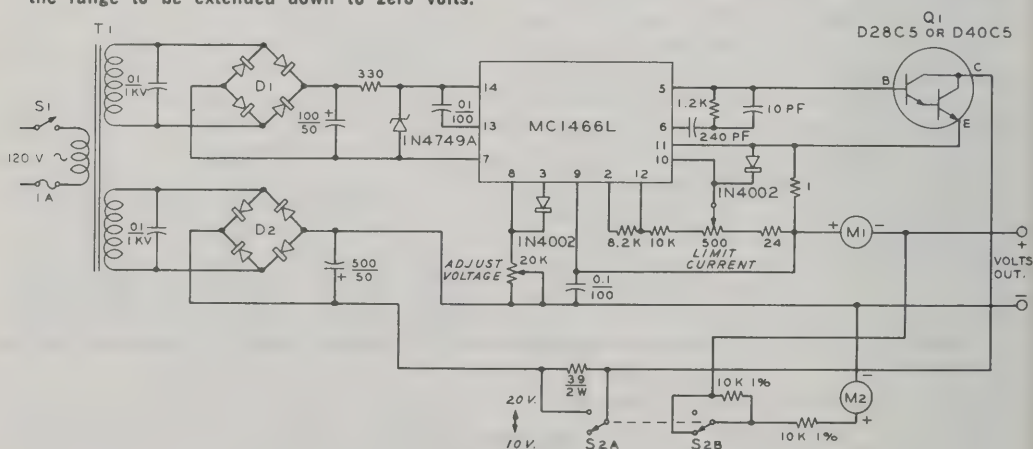 the range to be extended down to zero volts.
T1
S1
120 V
1A
.01
1KV
D1
100 +
50
330
1N4749A
.01
100
14
13
7
MC1466L
5
6
11
10
8
3
9
2
12
1.2K
10 PF
240 PF
Q1
D28C5 OR D40C5
B
C
E
1N4002
1
.01
1KV
D2
500
50 +
1N4002
ADJUST
VOLTAGE
20K
0.1
100
8.2K
10K
500
24
LIMIT
CURRENT
+ M1 -
+
VOLTS
OUT.
-
39
2W
20V.
10V.
S2A
S2B
10K 1%
10K 1%
-
M2
+